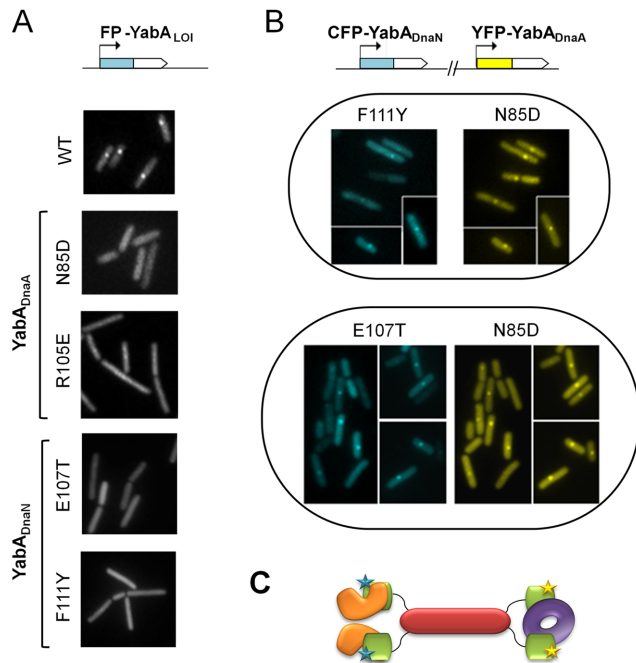 A
FP-YabA LOI
WT
YabA DnaA
N85D
R105E
YabA DnaN
E107T
F111Y
B
CFP-YabA DnaN
YFP-YabA DnaA
//
F111Y
N85D
E107T
N85D
C